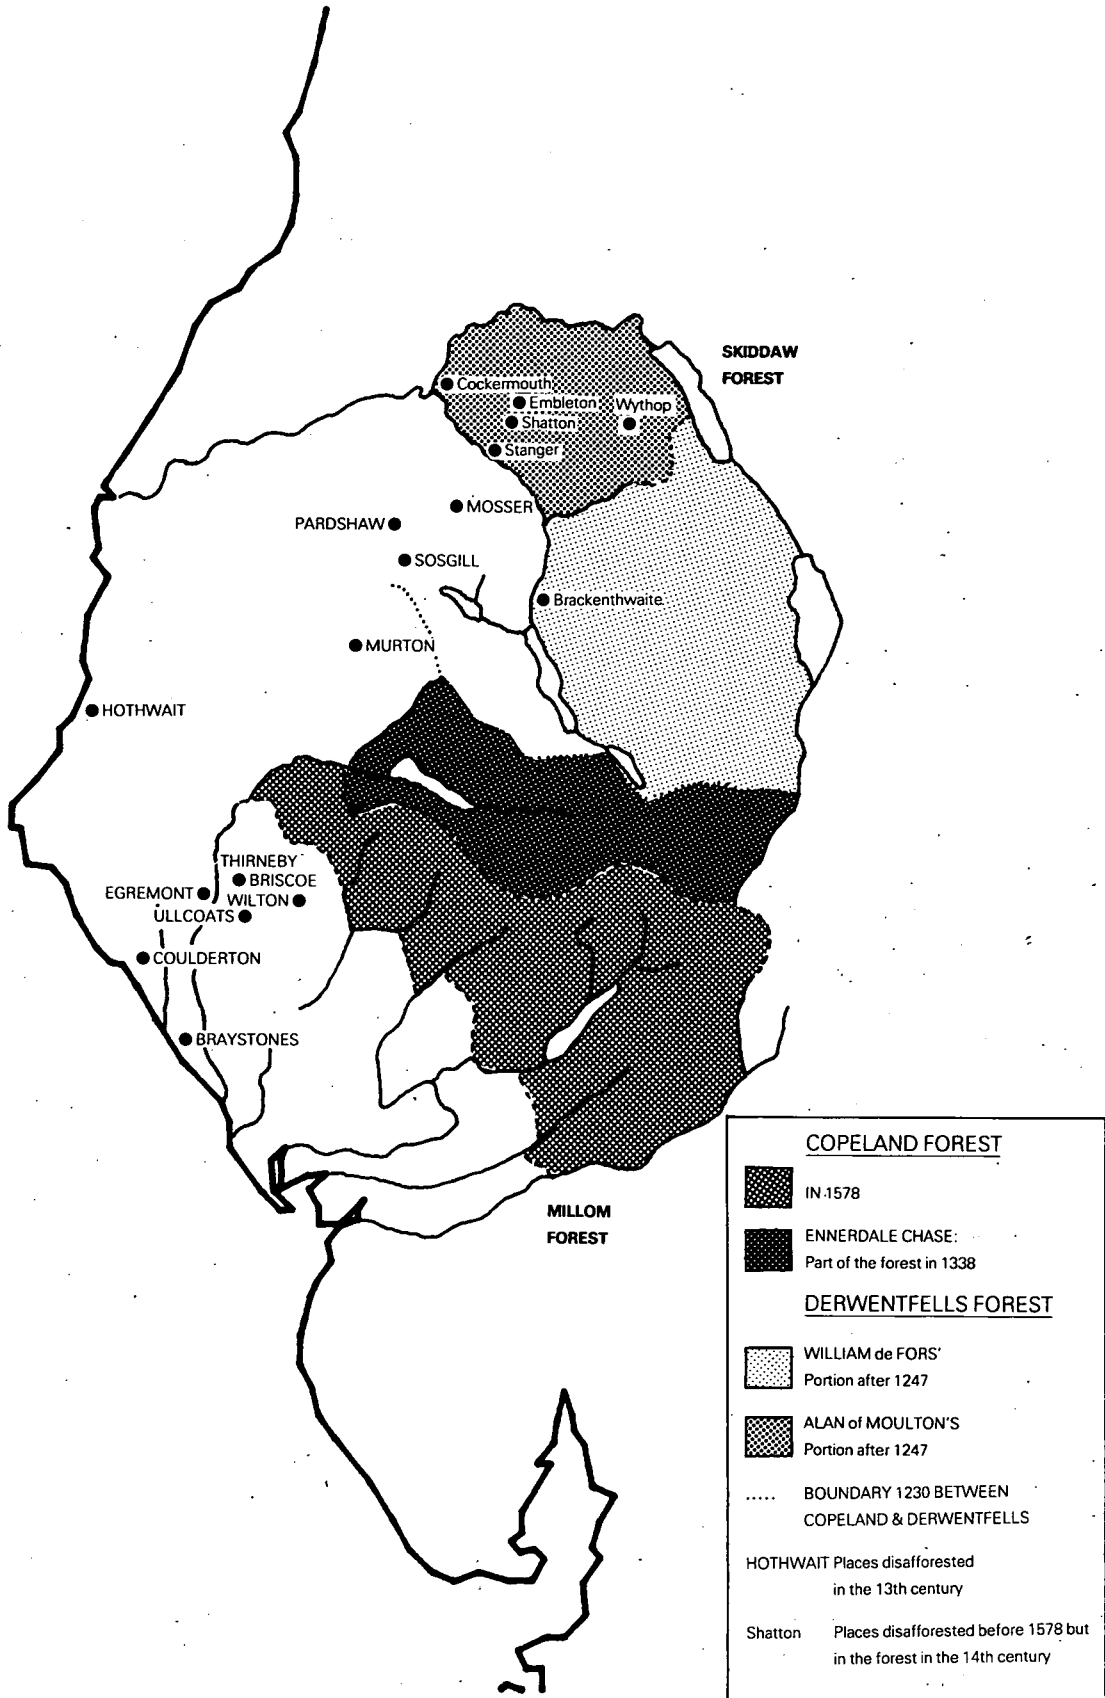 SKIDDAW
FOREST
Cockermouth
Embleton
Wythop
Shatton
Stanger
MOSSER
PARDSHAW
SOSGILL
Brackenthwaite
MURTON
HOTHWAIT
THIRNEBY
BRISCOE
EGREMONT
WILTON
ULLCOATS
COULDERTON
BRAYSTONES
MILLOM
FOREST
COPELAND FOREST
IN 1578
ENNERDALE CHASE:
Part of the forest in 1338
DERWENTFELLS FOREST
WILLIAM de FORS'
Portion after 1247
ALAN of MOULTON'S
Portion after 1247
..... BOUNDARY 1230 BETWEEN
COPELAND & DERWENTFELLS
HOTHWAIT Places disafforested
in the 13th century
Shatton Places disafforested before 1578 but
in the forest in the 14th century